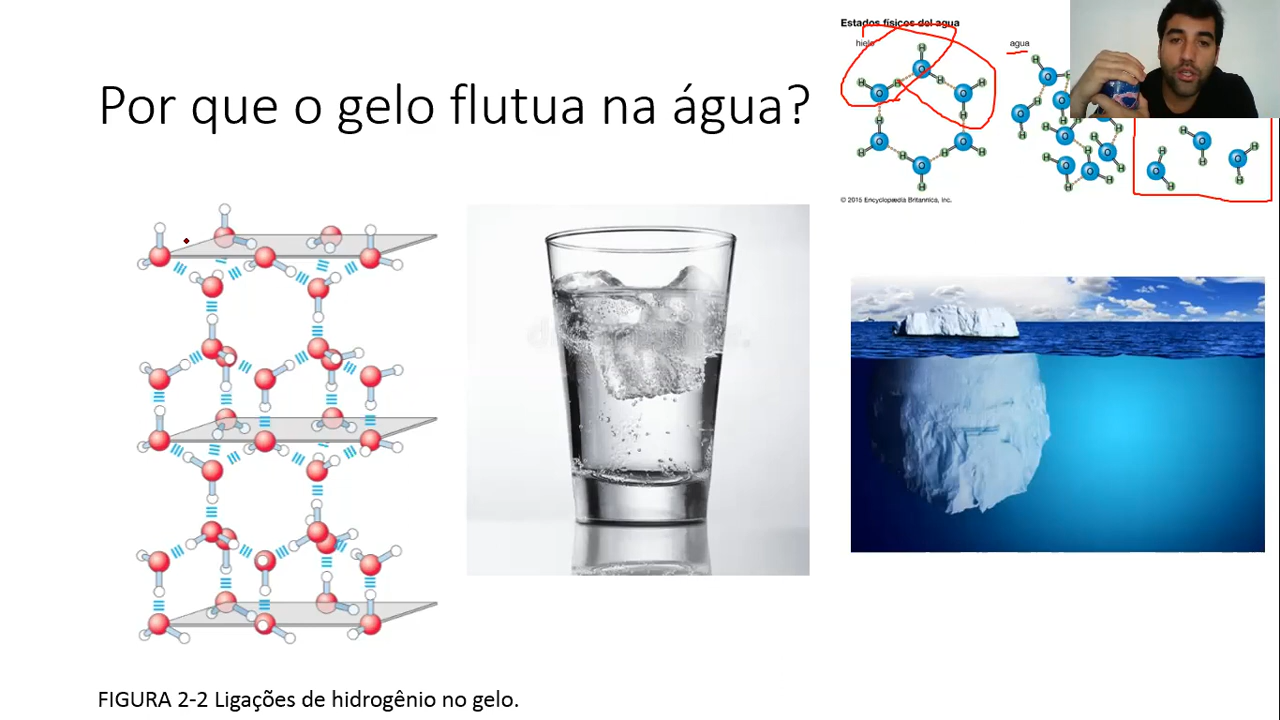 Estados físicos del agua
hielo
agua
Por que o gelo flutua na água?
© 2015 Encyclopædia Britannica, Inc.
FIGURA 2-2 Ligações de hidrogênio no gelo.